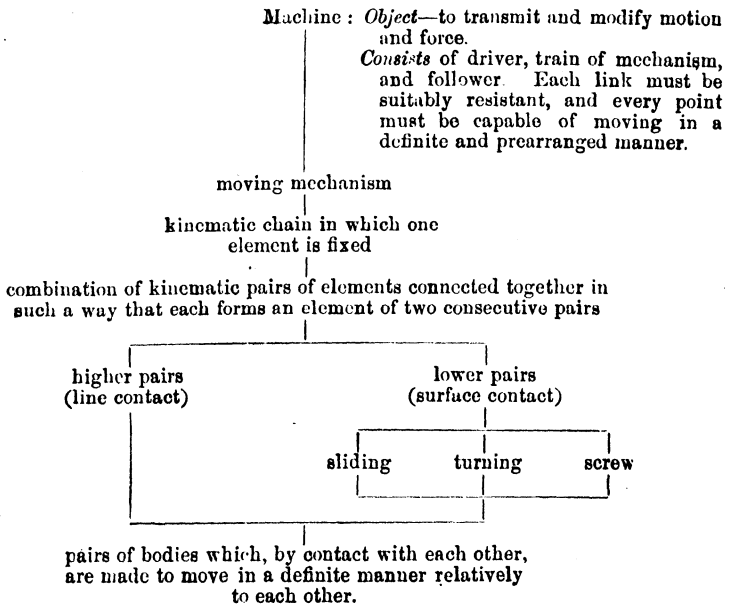 Machine : Object—to transmit and modify motion
and force.
Consists of driver, train of mechanism,
and follower. Each link must be
suitably resistant, and every point
must be capable of moving in a
definite and prearranged manner.
moving mechanism
kinematic chain in which one
element is fixed
combination of kinematic pairs of elements connected together in
such a way that each forms an element of two consecutive pairs
higher pairs
(line contact)
lower pairs
(surface contact)
sliding turning screw
pairs of bodies which, by contact with each other,
are made to move in a definite manner relatively
to each other.